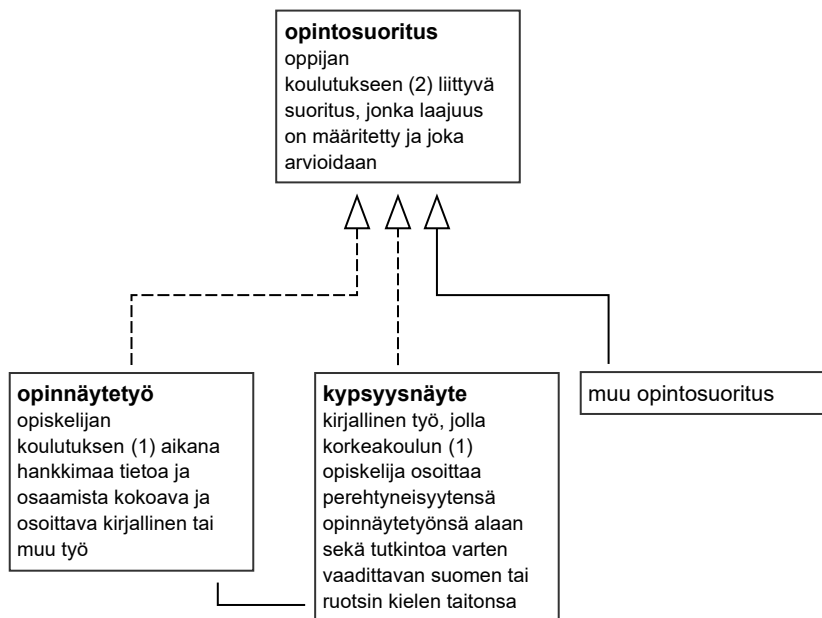 opintosuoritus
oppijan
koulutukseen (2) liittyvä
suoritus, jonka laajuus
on määritetty ja joka
arvioidaan
opinnäytetyö
opiskelijan
koulutuksen (1) aikana
hankkimaa tietoa ja
osaamista kokoava ja
osoittava kirjallinen tai
muu työ
kypsyysnäyte
kirjallinen työ, jolla
korkeakoulun (1)
opiskelija osoittaa
perehtyneisyytensä
opinnäytetyönsä alaan
sekä tutkintoa varten
vaadittavan suomen tai
ruotsin kielen taitonsa
muu opintosuoritus